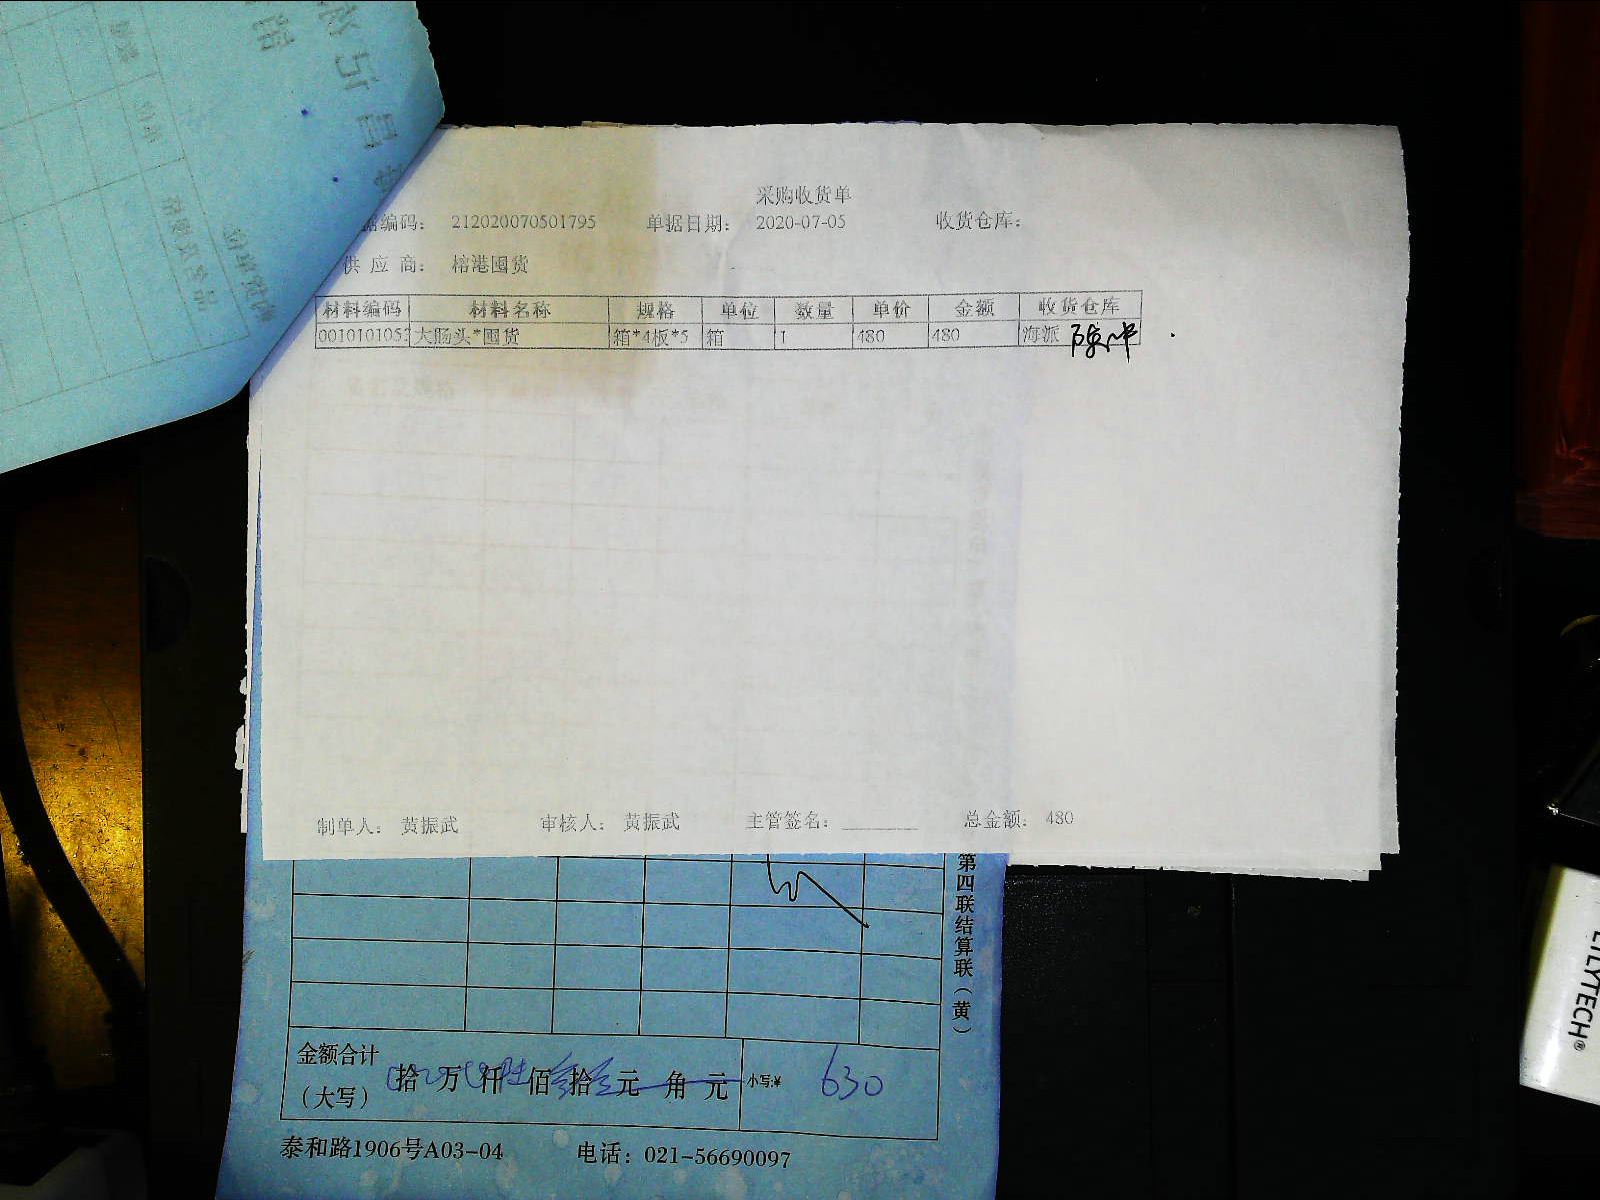 采购收货单
据编码： 212020070501795 单据日期： 2020-07-05 收货仓库：
供 应 商： 榕港囤货
材料编码 材料名称 规格 单位 数量 单价 金额 收货仓库
0010101053 大肠头*囤货 箱*4板*5 箱 1 480 480 海派
制单人： 黄振武 审核人： 黄振武 主管签名： ________ 总金额： 480
第四联结算联（黄）
金额合计
（大写） 拾 万 仟 佰 拾 元 角 元 小写:¥ 630
泰和路1906号A03-04 电话：021-56690097
LILYTECH®